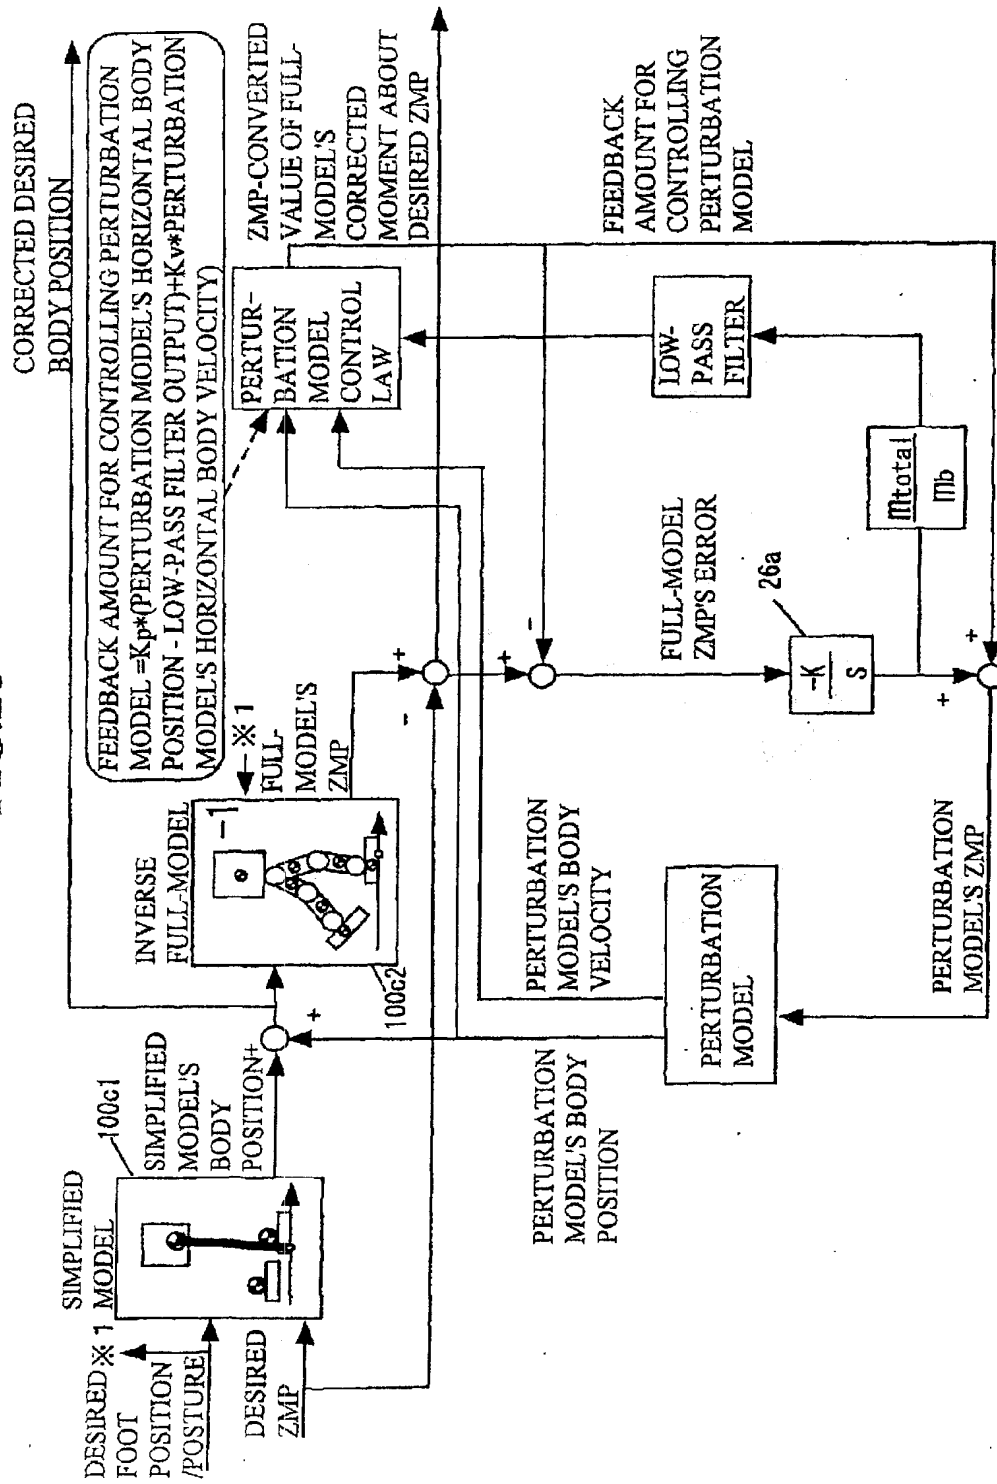 CORRECTED DESIRED
BODY POSITION
FEEDBACK AMOUNT FOR CONTROLLING PERTURBATION
MODEL =Kp*(PERTURBATION MODEL'S HORIZONTAL BODY
POSITION - LOW-PASS FILTER OUTPUT)+Kv*PERTURBATION
MODEL'S HORIZONTAL BODY VELOCITY)
SIMPLIFIED
MODEL
100c1
DESIRED ※1
FOOT
POSITION
/POSTURE
DESIRED
ZMP
SIMPLIFIED
MODEL'S
BODY
POSITION+
+
INVERSE
FULL-MODEL
-1
100c2
※1
FULL-
MODEL'S
ZMP
+
-
PERTUR-
BATION
MODEL
CONTROL
LAW
ZMP-CONVERTED
VALUE OF FULL-
MODEL'S
CORRECTED
MOMENT ABOUT
DESIRED ZMP
+
-
FULL-MODEL
ZMP'S ERROR
26a
-K
S
LOW-
PASS
FILTER
Mtotal
Mb
FEEDBACK
AMOUNT FOR
CONTROLLING
PERTURBATION
MODEL
+
+
PERTURBATION
MODEL'S BODY
VELOCITY
PERTURBATION
MODEL'S BODY
POSITION
PERTURBATION
MODEL
PERTURBATION
MODEL'S ZMP